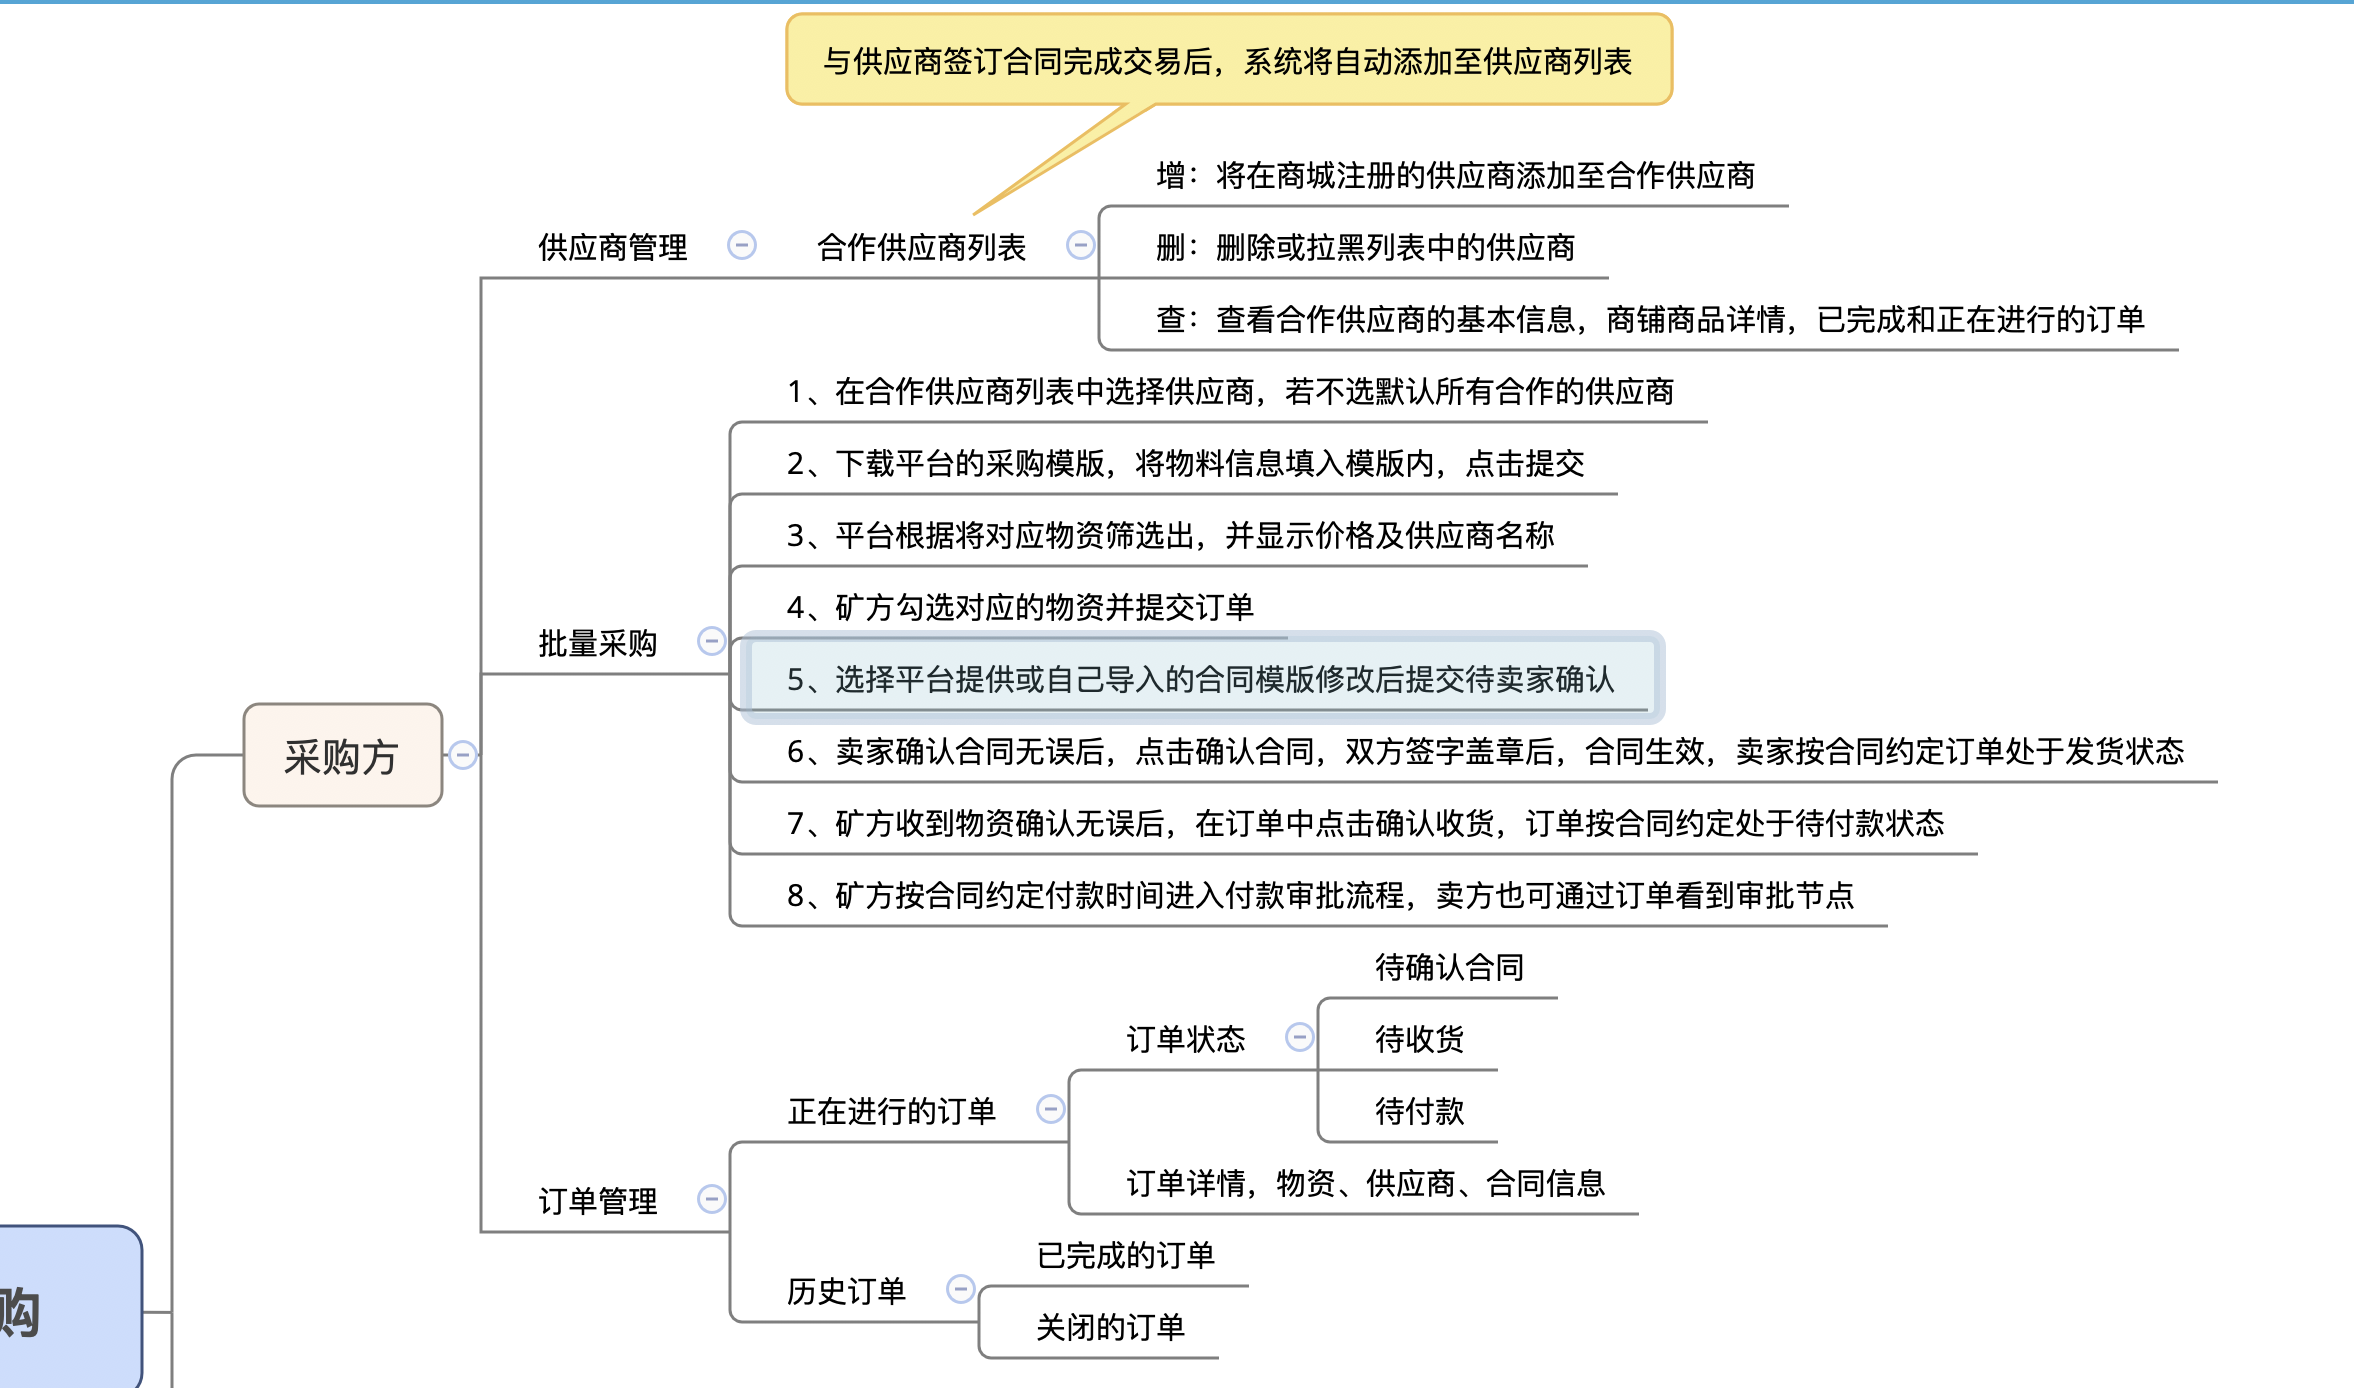 与供应商签订合同完成交易后，系统将自动添加至供应商列表
增：将在商城注册的供应商添加至合作供应商
供应商管理
合作供应商列表
删：删除或拉黑列表中的供应商
查：查看合作供应商的基本信息，商铺商品详情，已完成和正在进行的订单
1、在合作供应商列表中选择供应商，若不选默认所有合作的供应商
2、下载平台的采购模版，将物料信息填入模版内，点击提交
3、平台根据将对应物资筛选出，并显示价格及供应商名称
4、矿方勾选对应的物资并提交订单
批量采购
5、选择平台提供或自己导入的合同模版修改后提交待卖家确认
采购方
6、卖家确认合同无误后，点击确认合同，双方签字盖章后，合同生效，卖家按合同约定订单处于发货状态
7、矿方收到物资确认无误后，在订单中点击确认收货，订单按合同约定处于待付款状态
8、矿方按合同约定付款时间进入付款审批流程，卖方也可通过订单看到审批节点
待确认合同
订单状态
待收货
正在进行的订单
待付款
订单管理
订单详情，物资、供应商、合同信息
已完成的订单
历史订单
关闭的订单
购